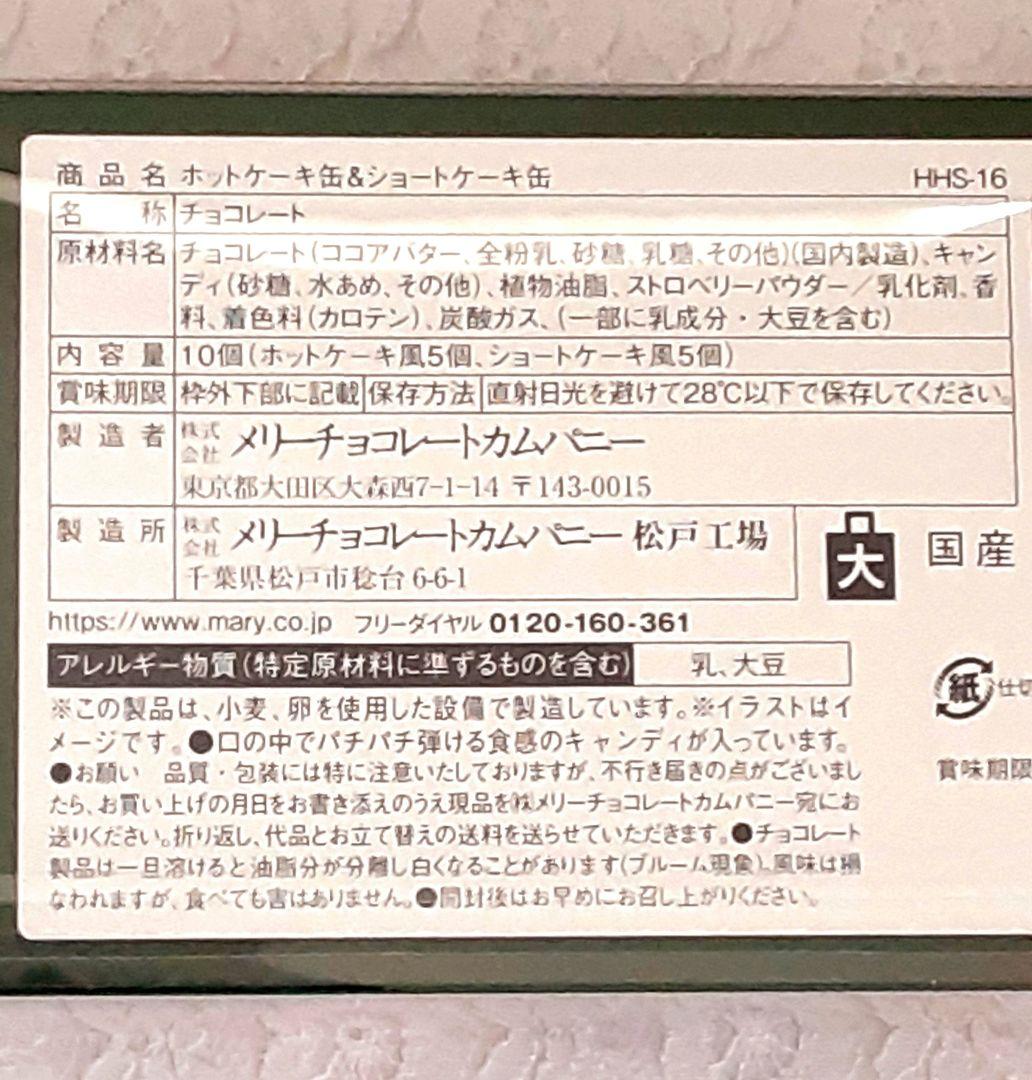 商品名 ホットケーキ缶&ショートケーキ缶 HHS-16
名称 チョコレート
原材料名 チョコレート(ココアバター、全粉乳、砂糖、乳糖、その他)(国内製造)、キャン
ディ(砂糖、水あめ、その他)、植物油脂、ストロベリーパウダー/乳化剤、香
料、着色料(カロテン)、炭酸ガス、(一部に乳成分・大豆を含む)
内容量 10個(ホットケーキ風5個、ショートケーキ風5個)
賞味期限 枠外下部に記載 保存方法 直射日光を避けて28℃以下で保存してください。
製造者 株式会社 メリーチョコレートカムパニー
東京都大田区大森西7-1-14 〒143-0015
製造所 株式会社 メリーチョコレートカムパニー 松戸工場
千葉県松戸市稔台6-6-1
大 国産
https://www.mary.co.jp フリーダイヤル 0120-160-361
アレルギー物質(特定原材料に準ずるものを含む) 乳、大豆
紙 仕切
※この製品は、小麦、卵を使用した設備で製造しています。※イラストはイ
メージです。●口の中でパチパチ弾ける食感のキャンディが入っています。
●お願い 品質・包装には特に注意いたしておりますが、不行き届きの点がございまし
賞味期限
たら、お買い上げの月日をお書き添えのうえ現品を㈱メリーチョコレートカムパニー宛にお
送りください。折り返し、代品とお立て替えの送料を送らせていただきます。●チョコレート
製品は一旦溶けると油脂分が分離し白くなることがあります(ブルーム現象)。風味は損
なわれますが、食べても害はありません。●開封後はお早めにお召し上がりください。